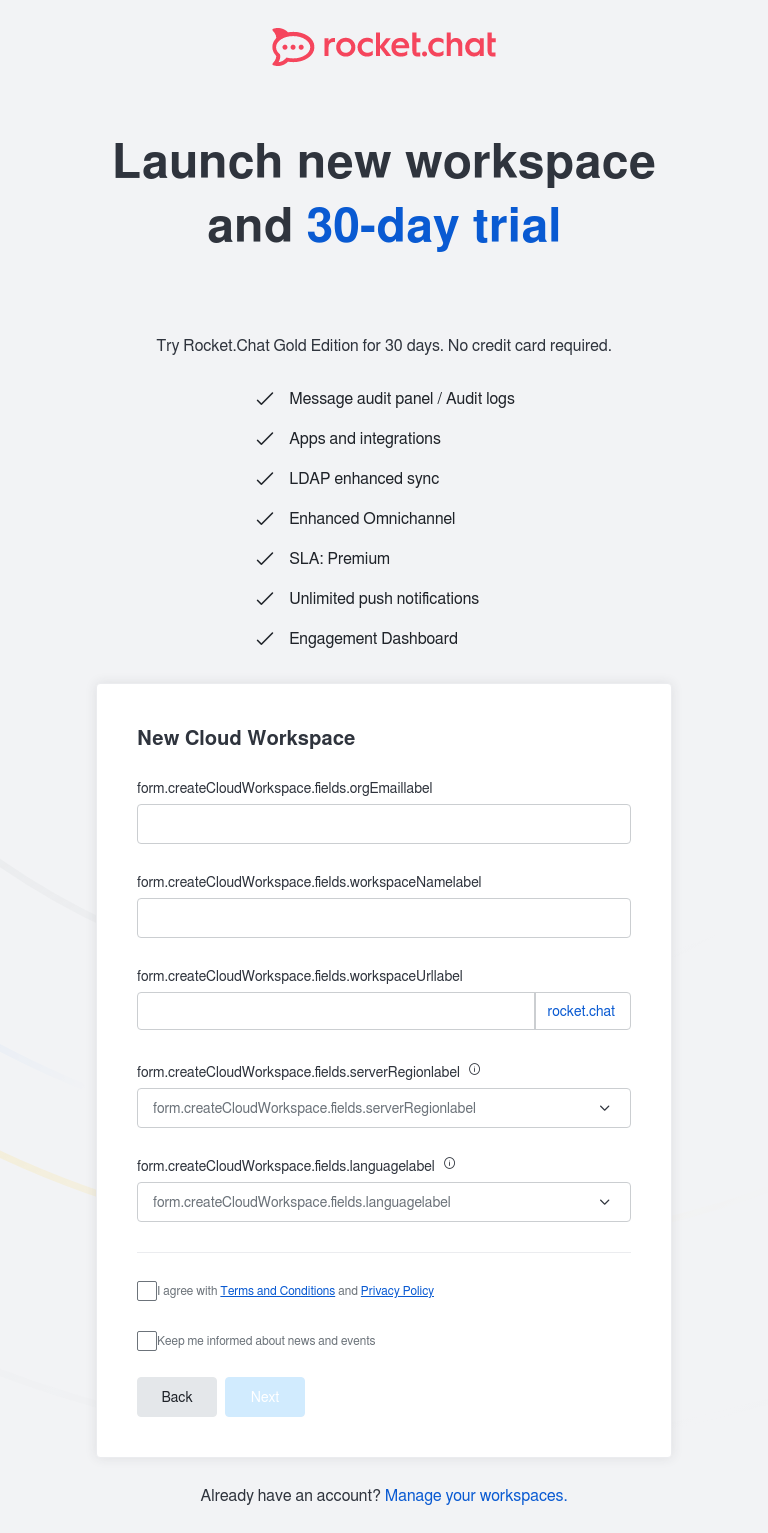 rocket.chat
Launch new workspace
and 30-day trial
Try Rocket.Chat Gold Edition for 30 days. No credit card required.
Message audit panel / Audit logs
Apps and integrations
LDAP enhanced sync
Enhanced Omnichannel
SLA: Premium
Unlimited push notifications
Engagement Dashboard
New Cloud Workspace
form.createCloudWorkspace.fields.orgEmaillabel
form.createCloudWorkspace.fields.workspaceNamelabel
form.createCloudWorkspace.fields.workspaceUrllabel
rocket.chat
form.createCloudWorkspace.fields.serverRegionlabel
form.createCloudWorkspace.fields.serverRegionlabel
form.createCloudWorkspace.fields.languagelabel
form.createCloudWorkspace.fields.languagelabel
I agree with Terms and Conditions and Privacy Policy
Keep me informed about news and events
Back Next
Already have an account? Manage your workspaces.